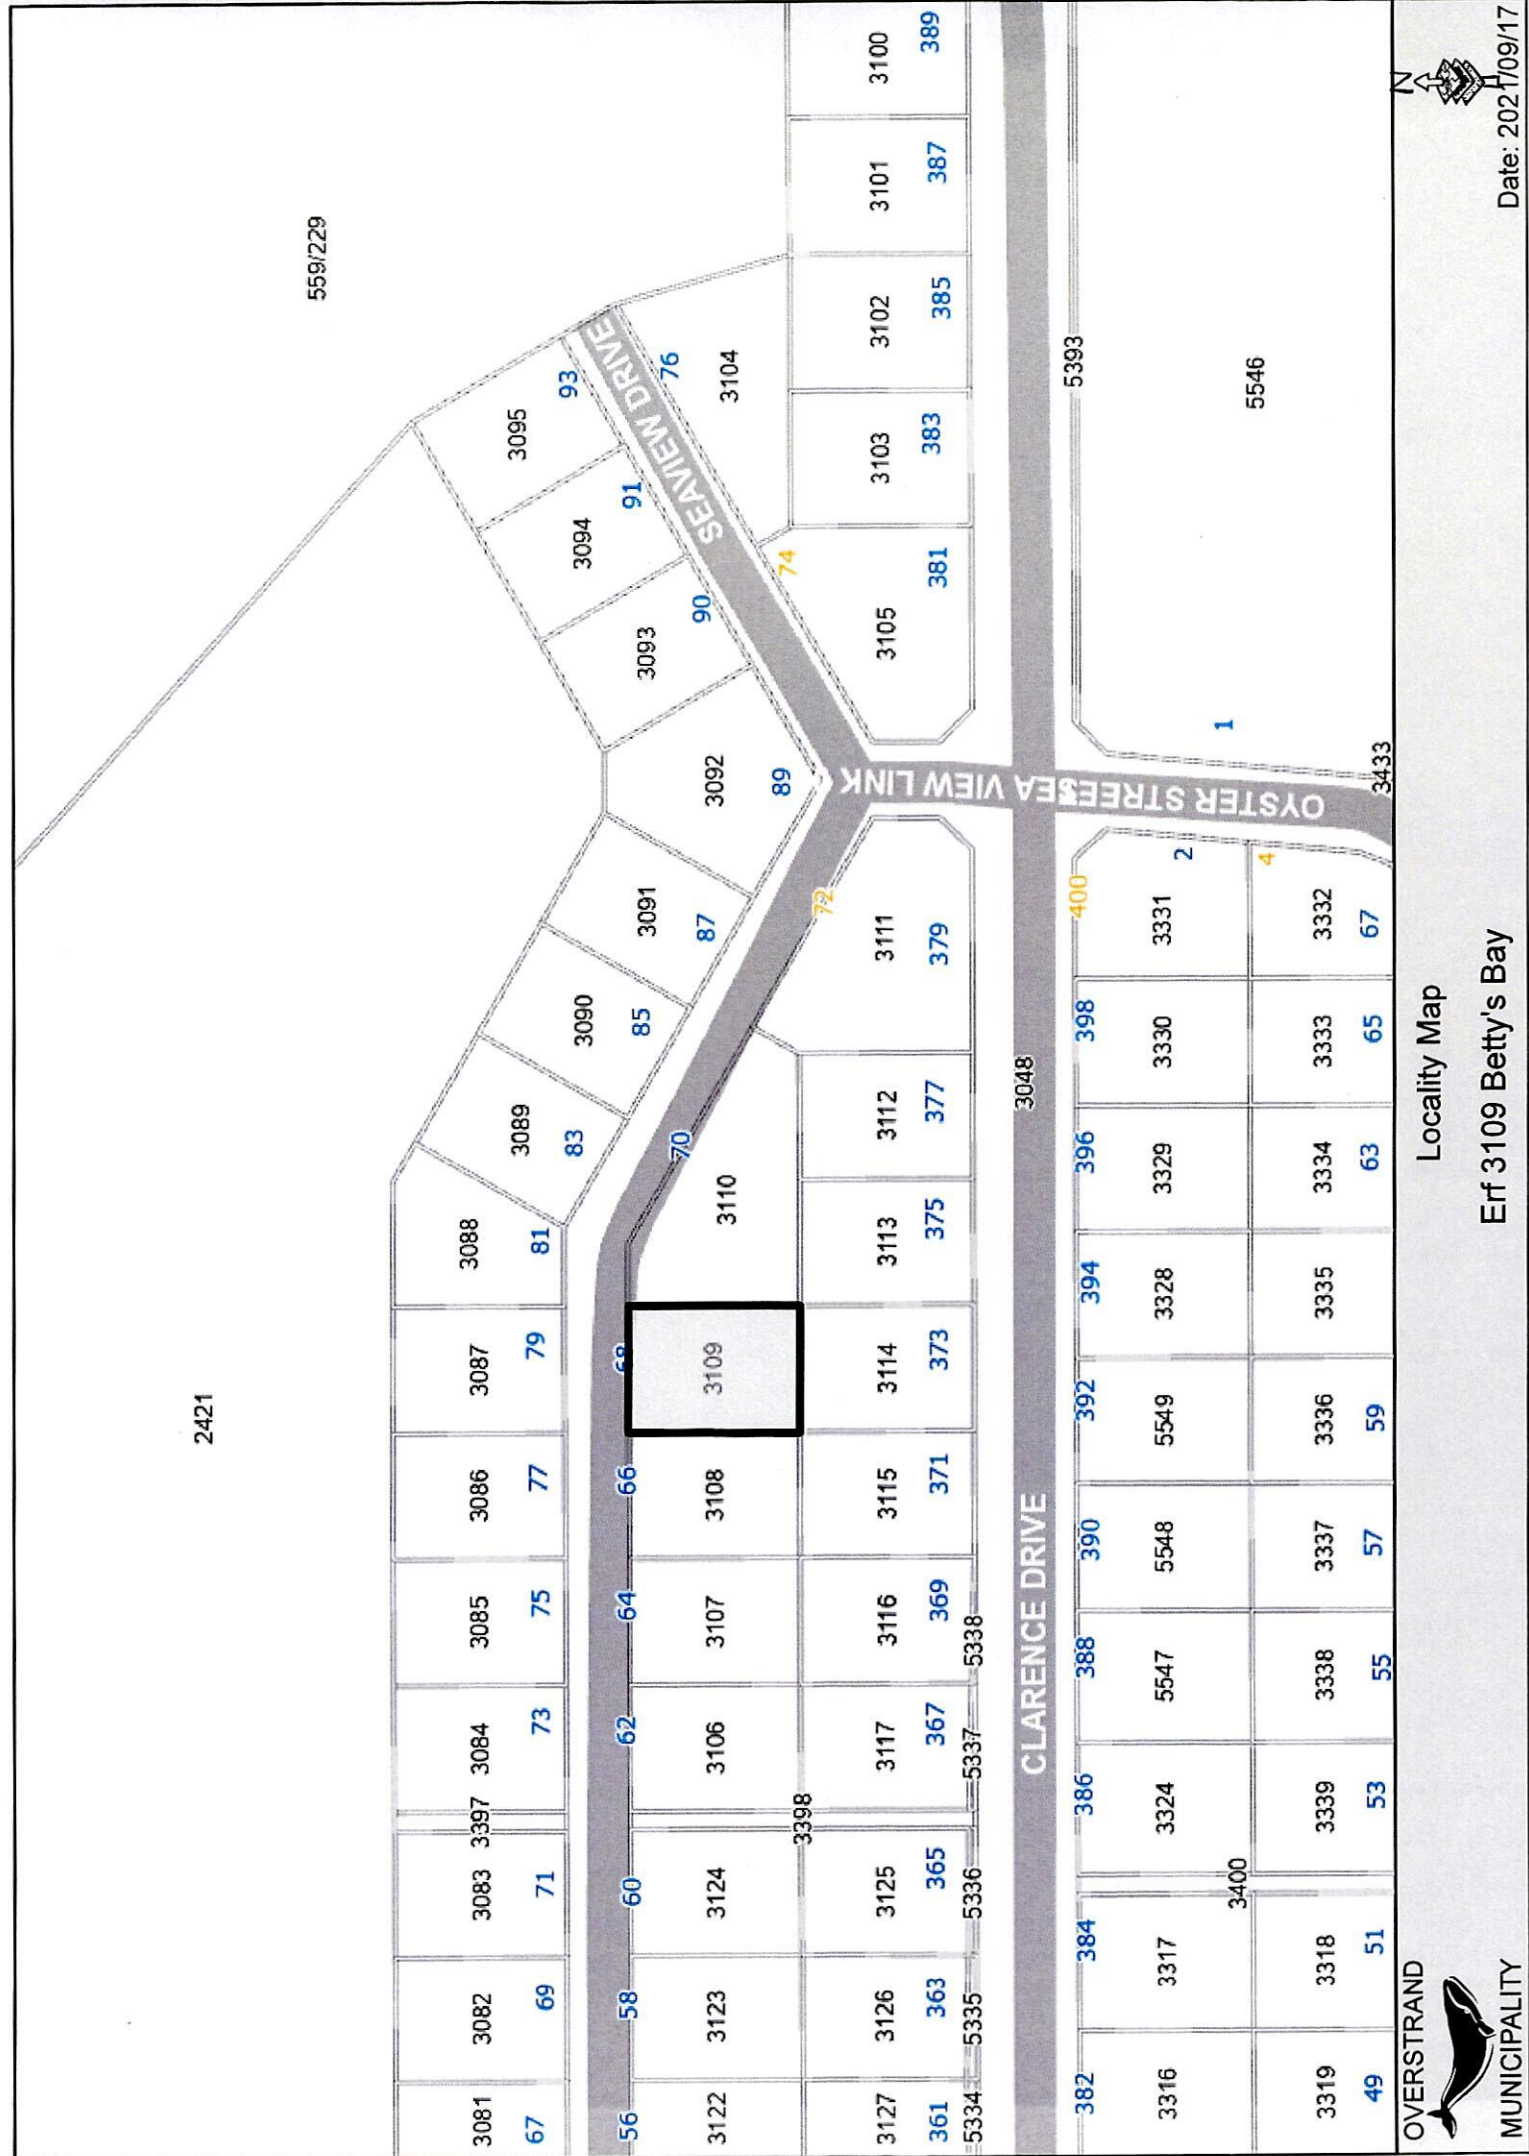 2421
559/229
3081 3082 3083 3397 3084 3085 3086 3087 3088 3089 3090 3091 3092 3093 3094 3095
67 69 71 73 75 77 79 81 83 85 87 89 90 91 93
SEAVIEW DRIVE
56 58 60 62 64 66 68 70 72 74 76
3122 3123 3124 3106 3107 3108 3109 3110 3104
3398
3127 3126 3125 3117 3116 3115 3114 3113 3112 3111 3105 3103 3102 3101 3100
361 363 365 367 369 371 373 375 377 379 381 383 385 387 389
5334 5335 5336 5337 5338
SEA VIEW LINK
CLARENCE DRIVE 3048
OYSTER STREET
382 384 386 388 390 392 394 396 398 400 5393
3316 3317 3324 5547 5548 5549 3328 3329 3330 3331 2 1 5546
3400 4
3319 3318 3339 3338 3337 3336 3335 3334 3333 3332
49 51 53 55 57 59 63 65 67 3433
OVERSTRAND
MUNICIPALITY
Locality Map
Erf 3109 Betty's Bay
N
Date: 2021/09/17